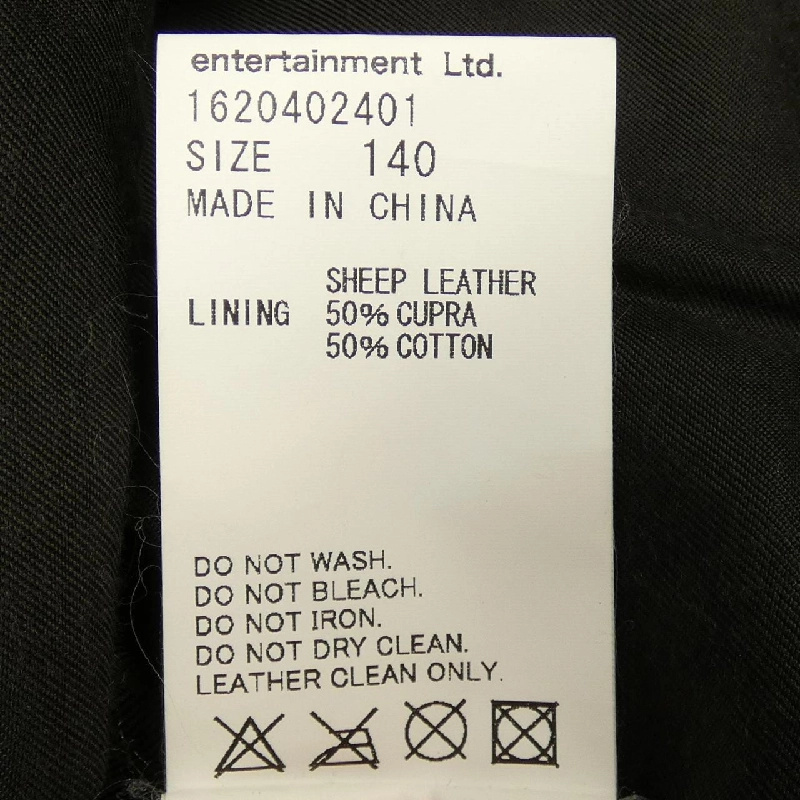 entertainment Ltd.
1620402401
SIZE 140
MADE IN CHINA
SHEEP LEATHER
LINING 50% CUPRA
50% COTTON
DO NOT WASH.
DO NOT BLEACH.
DO NOT IRON.
DO NOT DRY CLEAN.
LEATHER CLEAN ONLY.